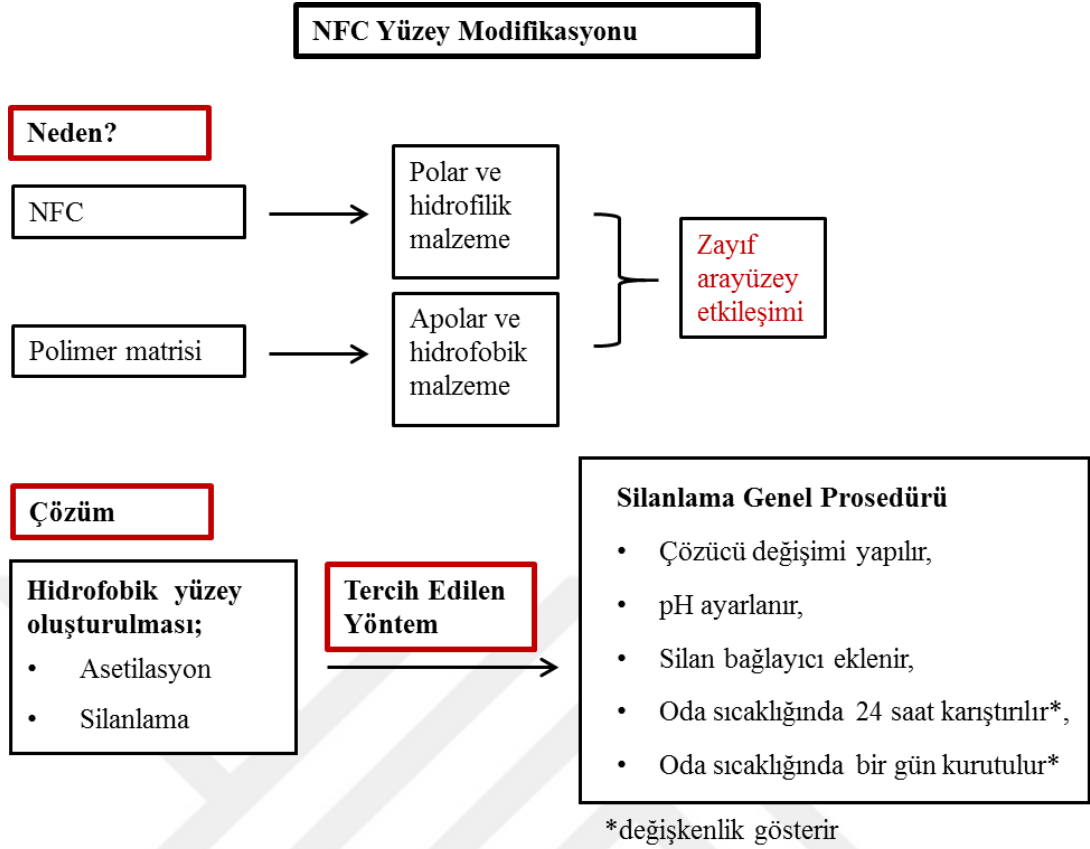 NFC Yüzey Modifikasyonu
Neden?
NFC
Polar ve
hidrofilik
malzeme
Zayıf
arayüzey
etkileşimi
Polimer matrisi
Apolar ve
hidrofobik
malzeme
Çözüm
Hidrofobik yüzey
oluşturulması;
• Asetilasyon
• Silanlama
Tercih Edilen
Yöntem
Silanlama Genel Prosedürü
• Çözücü değişimi yapılır,
• pH ayarlanır,
• Silan bağlayıcı eklenir,
• Oda sıcaklığında 24 saat karıştırılır*,
• Oda sıcaklığında bir gün kurutulur*
*değişkenlik gösterir